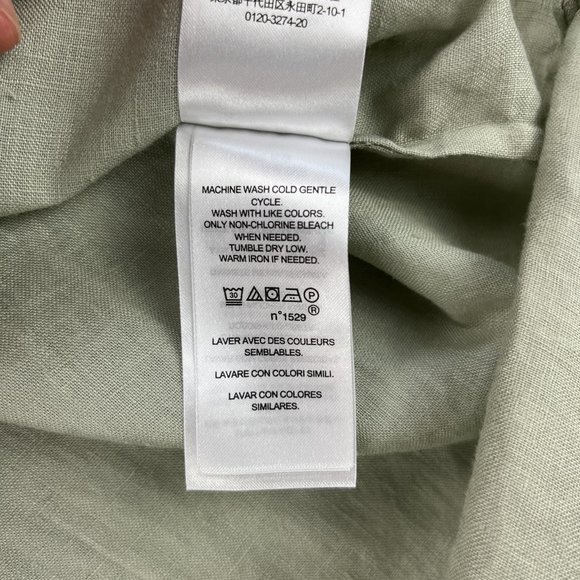 東京都千代田区永田町2-10-1
0120-3274-20
MACHINE WASH COLD GENTLE
CYCLE.
WASH WITH LIKE COLORS.
ONLY NON-CHLORINE BLEACH
WHEN NEEDED.
TUMBLE DRY LOW.
WARM IRON IF NEEDED.
30 P
n°1529 ®
LAVER AVEC DES COULEURS
SEMBLABLES.
LAVARE CON COLORI SIMILI.
LAVAR CON COLORES
SIMILARES.